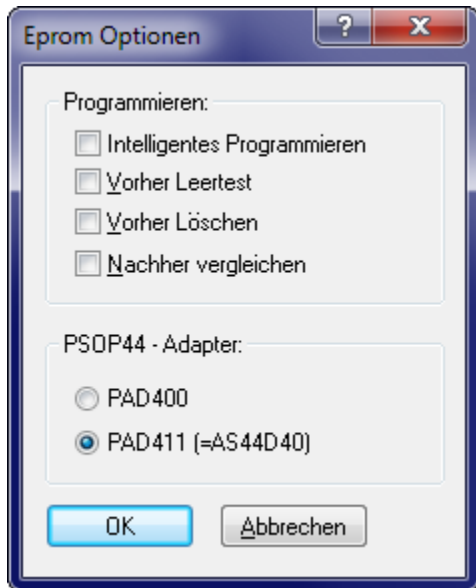 Eprom Optionen
?
X
Programmieren:
Intelligentes Programmieren
Vorher Leertest
Vorher Löschen
Nachher vergleichen
PSOP44 - Adapter:
PAD400
PAD411 (=AS44D40)
OK
Abbrechen